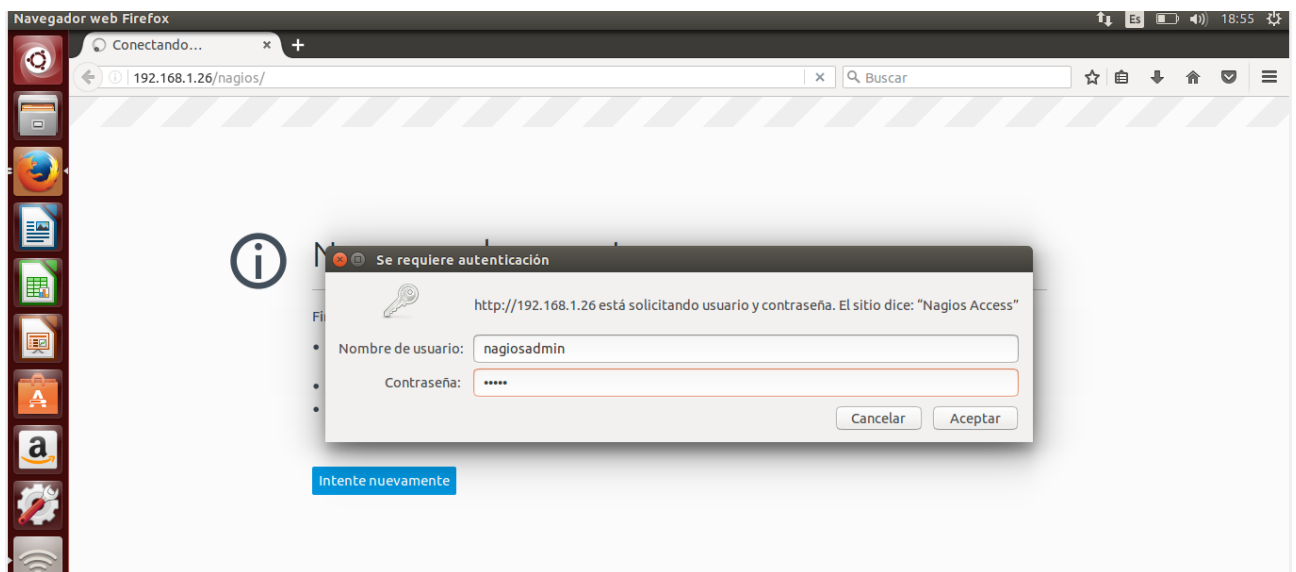 Navegador web Firefox
Es
18:55
Conectando...
192.168.1.26/nagios/
Buscar
Se requiere autenticación
http://192.168.1.26 está solicitando usuario y contraseña. El sitio dice: “Nagios Access”
Nombre de usuario: nagiosadmin
Contraseña: •••••
Cancelar Aceptar
Intente nuevamente